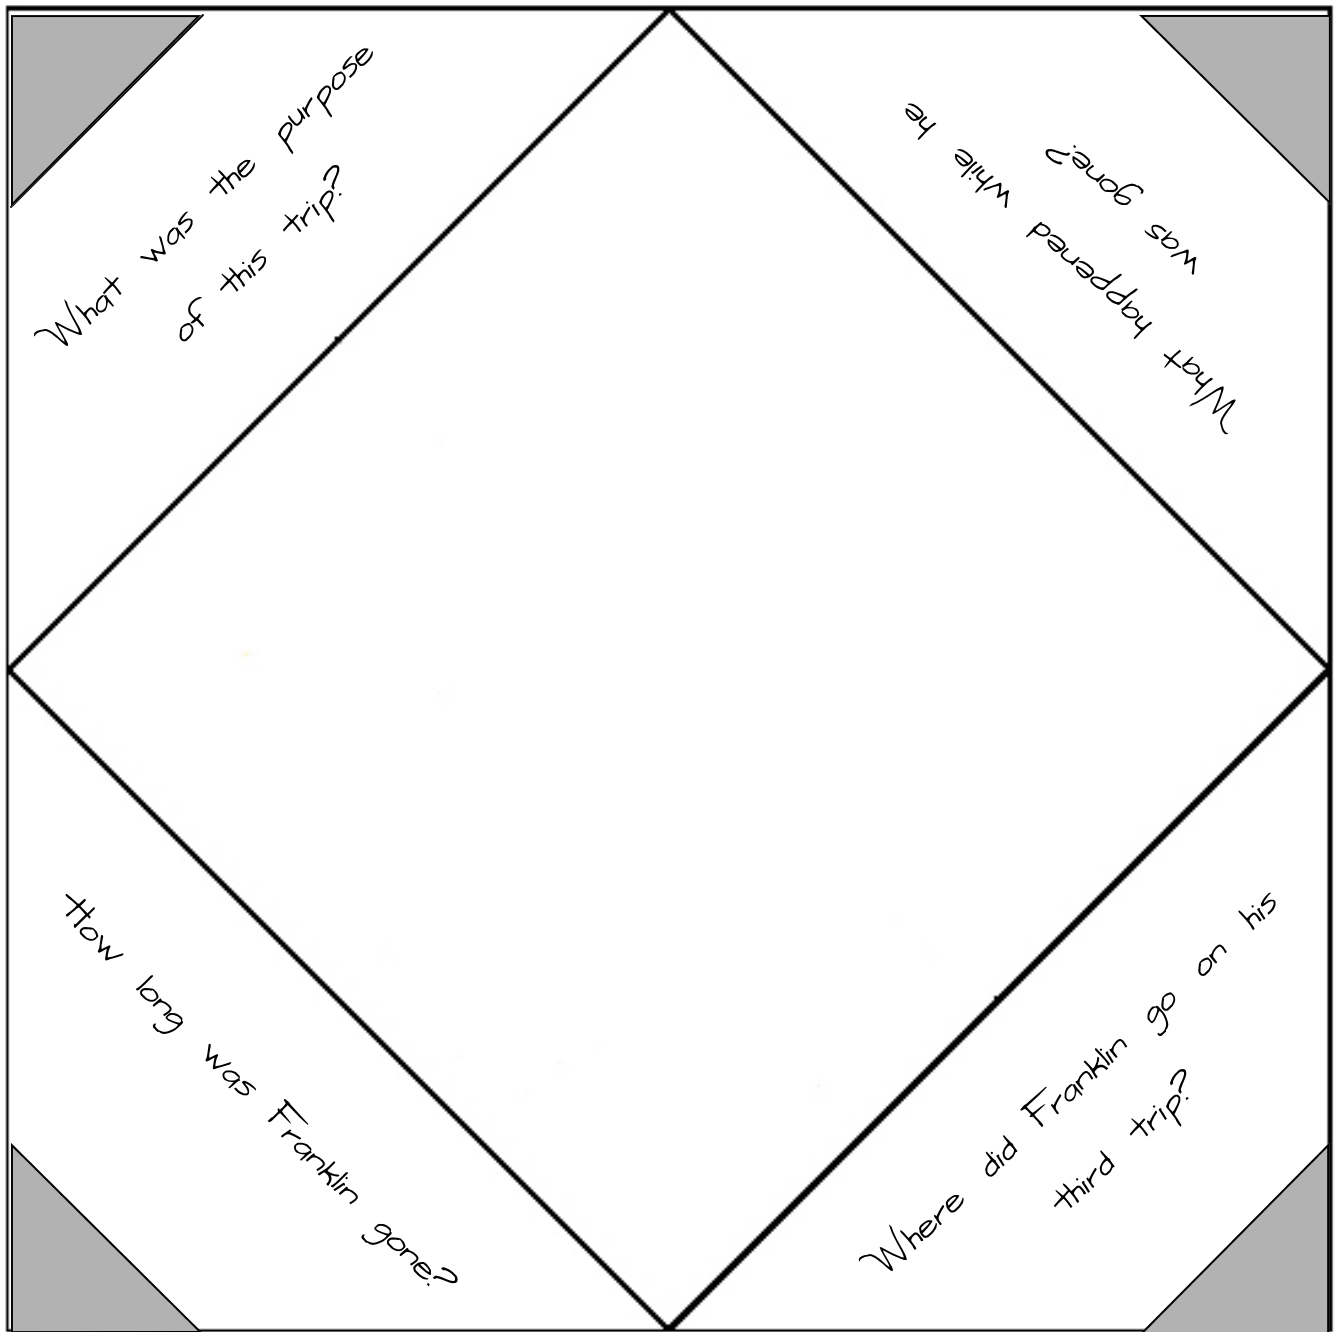 What was the purpose
of this trip?
What happened while he
was gone?
How long was Franklin gone?
Where did Franklin go on his
third trip?